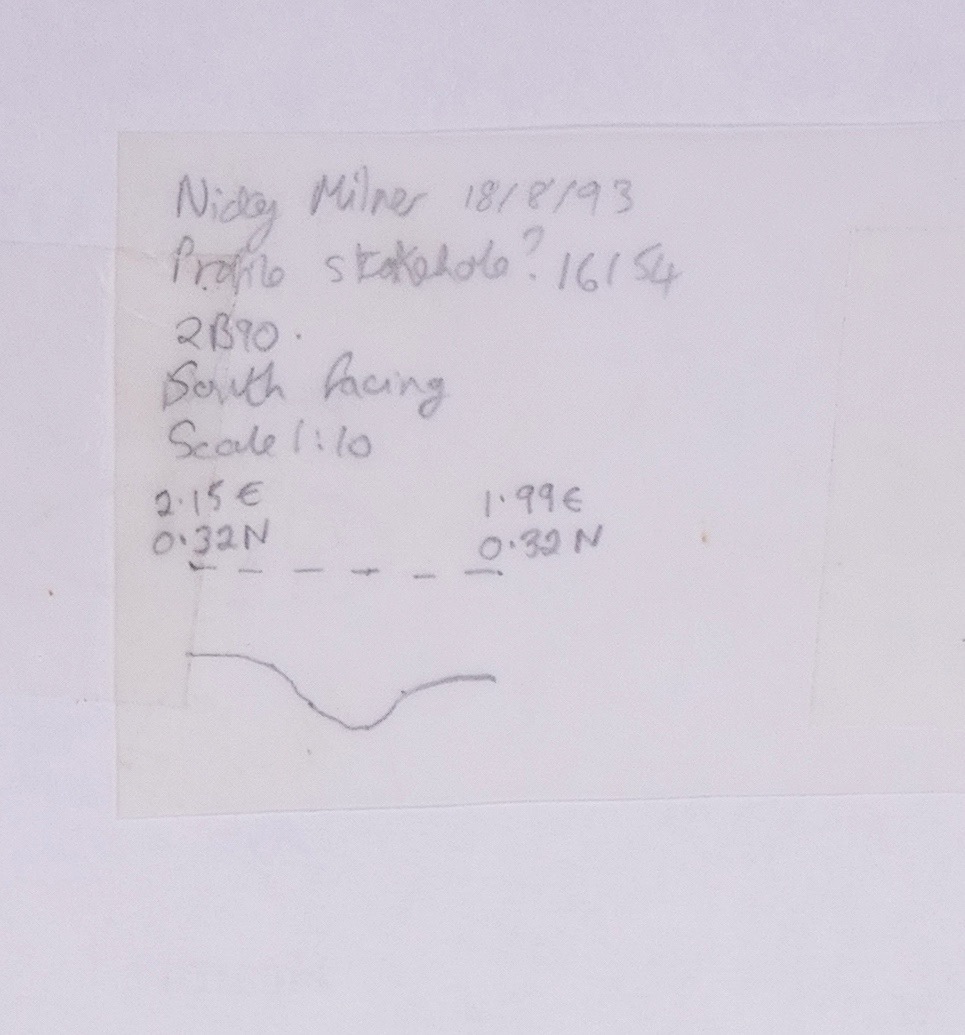 Nicky Milner 18/8/93
Profile stakehole? 16154
2B90.
South facing
Scale 1:10
2.15E 1.99E
0.32N 0.32N